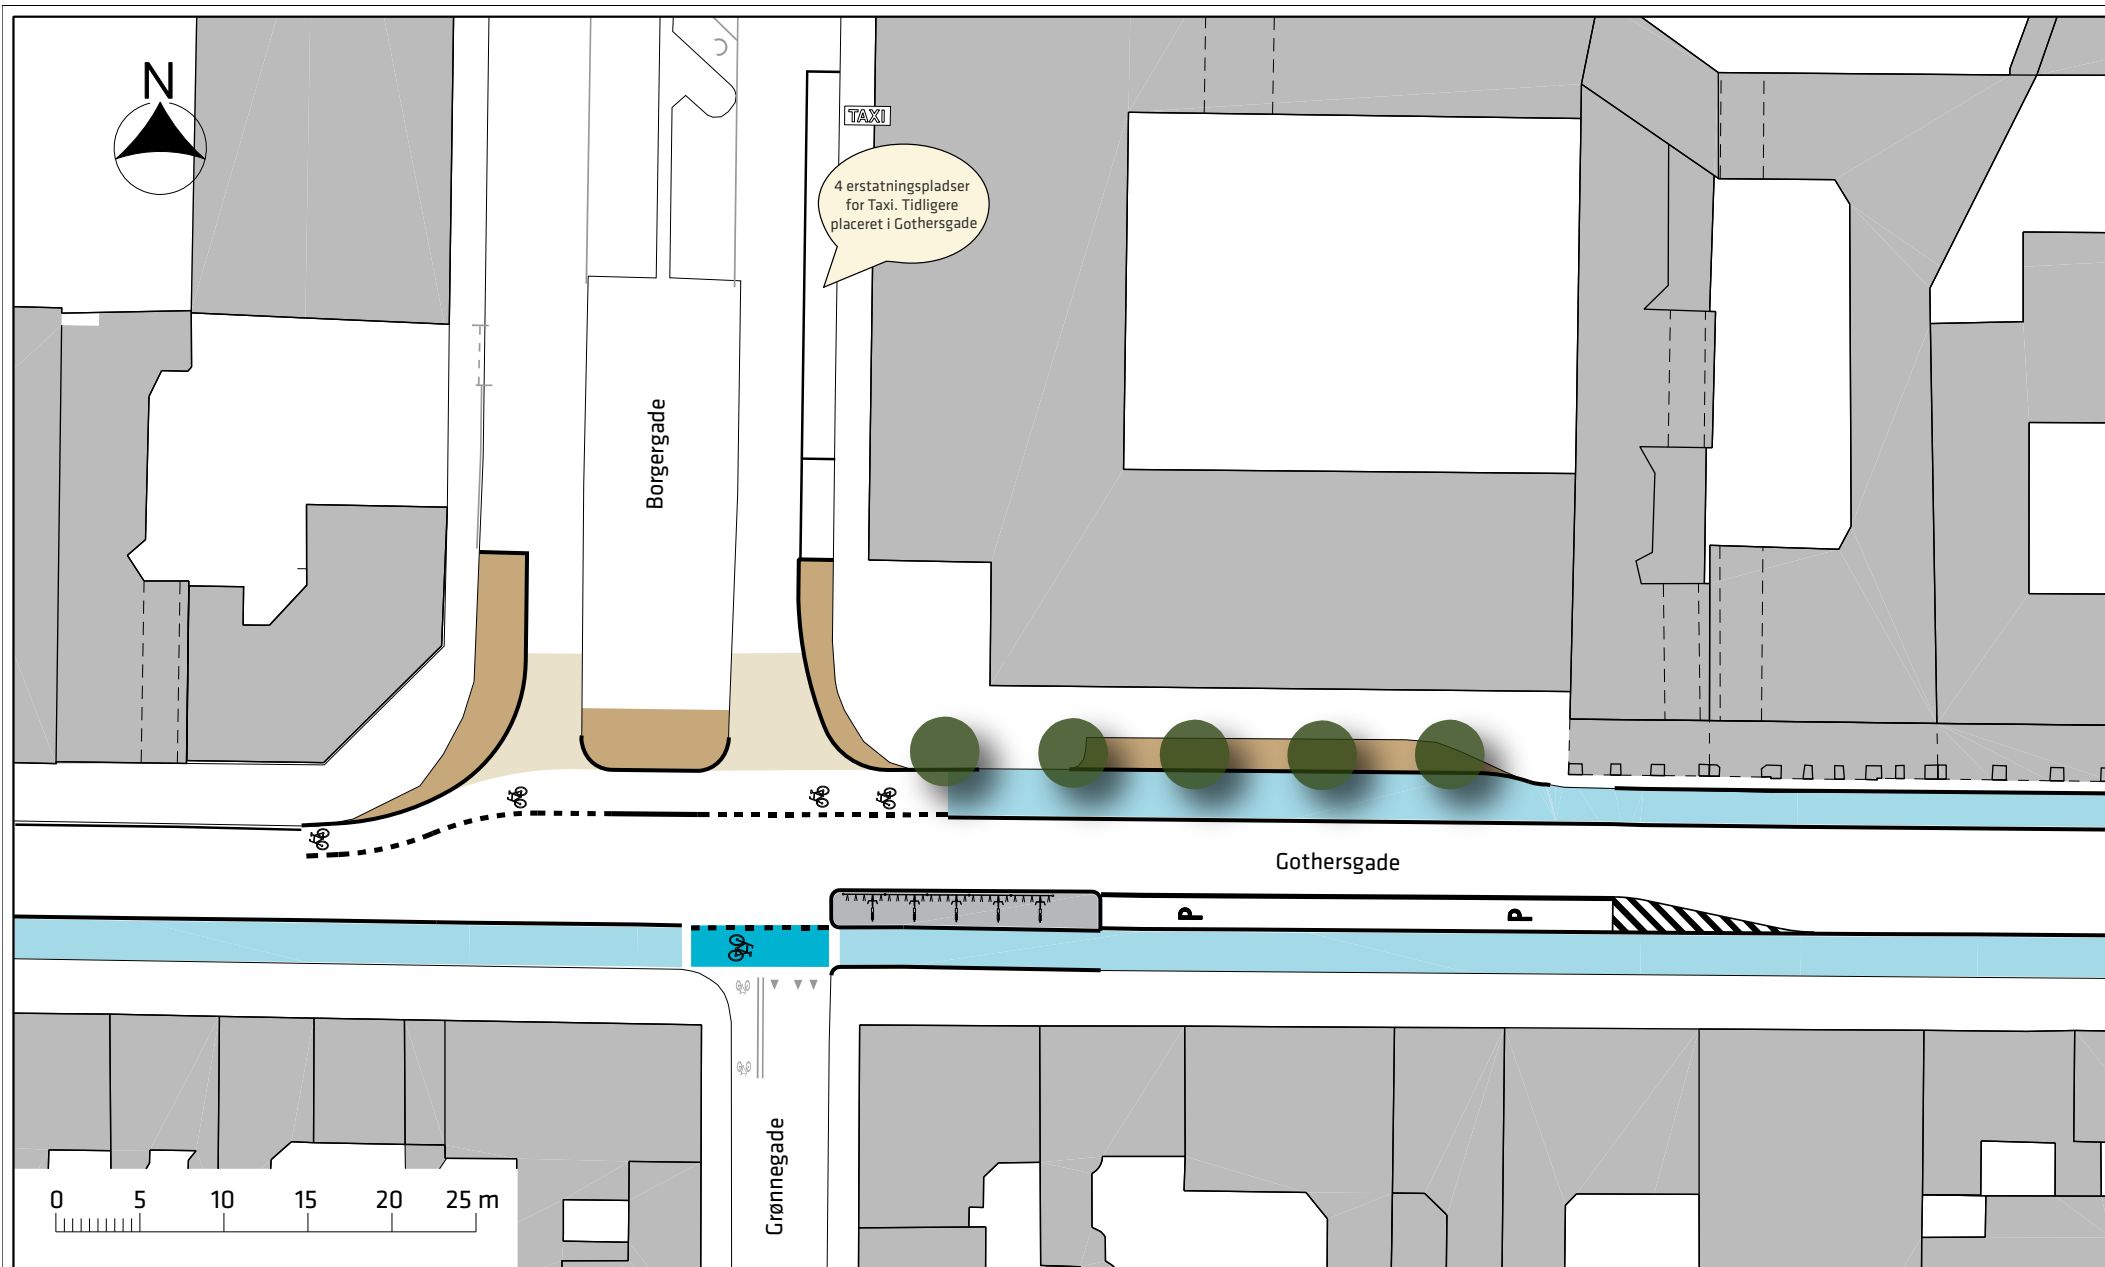 N
TAXI
4 erstatningspladser
for Taxi. Tidligere
placeret i Gothersgade
Borgergade
Gothersgade
P
P
Grønnegade
0 5 10 15 20 25 m